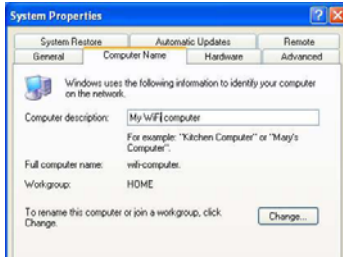 System Properties
System Restore Automatic Updates Remote
General Computer Name Hardware Advanced
Windows uses the following information to identify your computer
on the network.
Computer description: My WiFi computer
For example: "Kitchen Computer" or "Mary's
Computer".
Full computer name: wifi-computer.
Workgroup: HOME
To rename this computer or join a workgroup, click
Change.
Change...